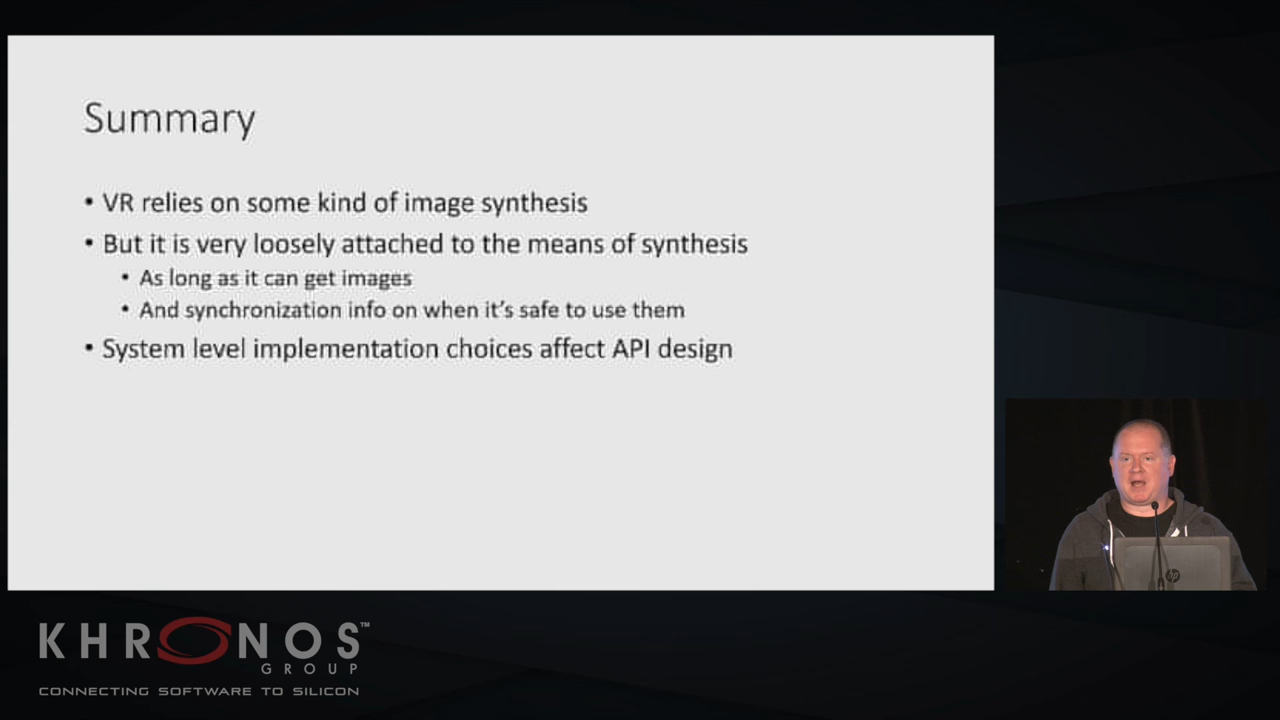 Summary
• VR relies on some kind of image synthesis
• But it is very loosely attached to the means of synthesis
• As long as it can get images
• And synchronization info on when it's safe to use them
• System level implementation choices affect API design
hp
KHRONOS™
GROUP
CONNECTING SOFTWARE TO SILICON